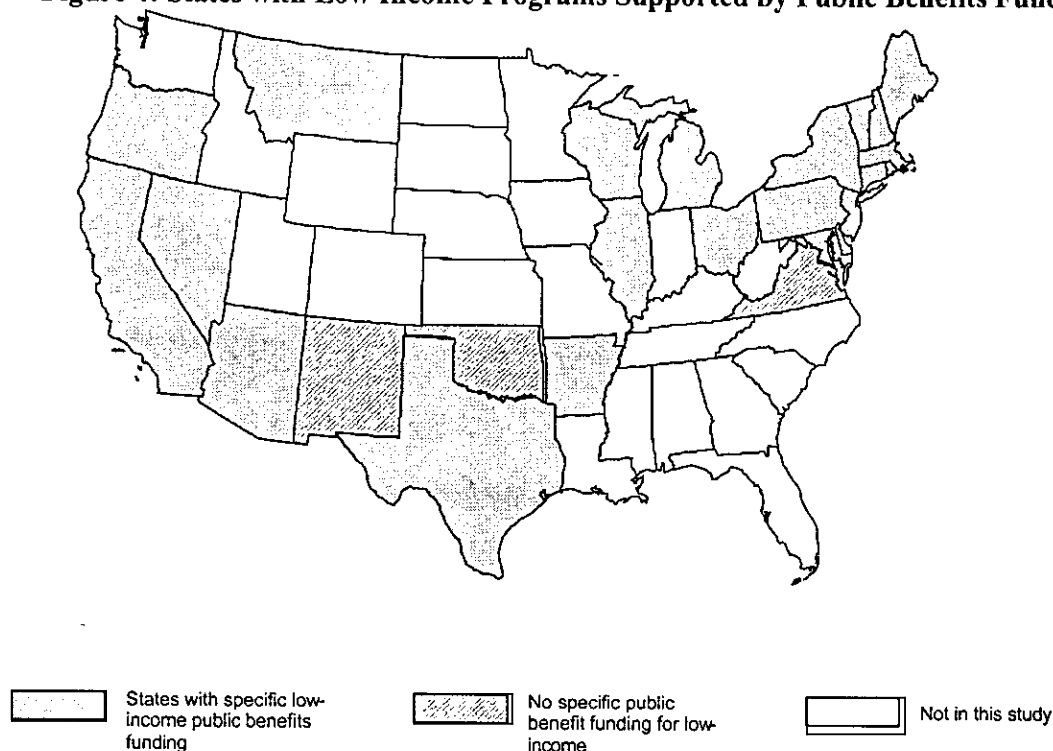 States with Low Income Programs Supported by Public Benefits
States with specific low-
income public benefits
funding
No specific public
benefit funding for low-
income
Not in this study